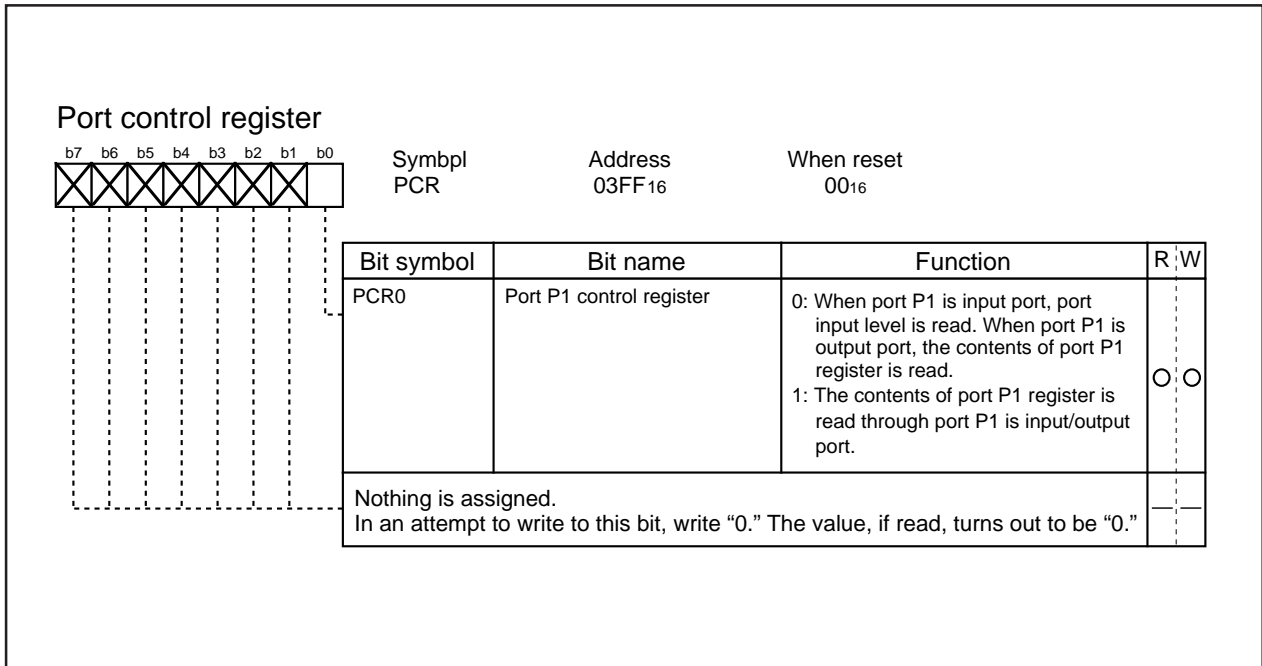 Port control register
b7 b6 b5 b4 b3 b2 b1 b0
Symbpl Address When reset
PCR 03FF16 0016
Bit symbol Bit name Function R W
PCR0 Port P1 control register 0: When port P1 is input port, port
input level is read. When port P1 is
output port, the contents of port P1
register is read.
1: The contents of port P1 register is
read through port P1 is input/output
port.
Nothing is assigned.
In an attempt to write to this bit, write “0.” The value, if read, turns out to be “0.”